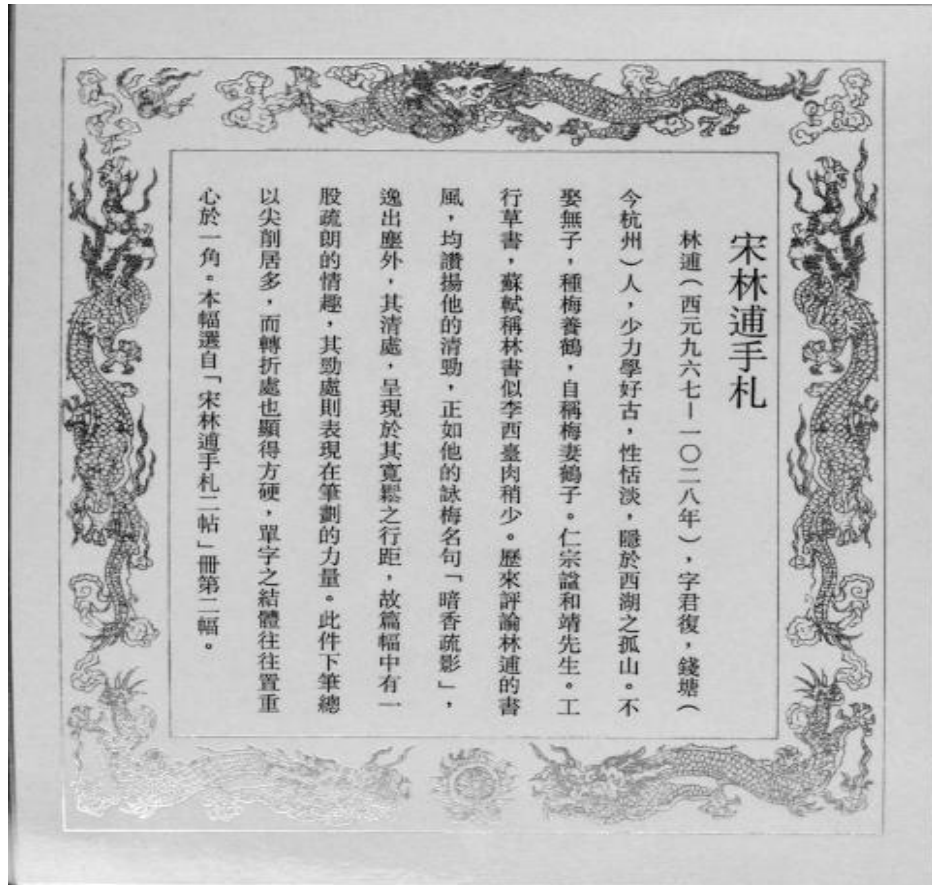 宋林逋手札
林逋（西元九六七－一〇二八年），字君復，錢塘（
今杭州）人，少力學好古，性恬淡，隱於西湖之孤山。不
娶無子，種梅養鶴，自稱梅妻鶴子。仁宗諡和靖先生。工
行草書，蘇軾稱林書似李西臺肉稍少。歷來評論林逋的書
風，均讚揚他的清勁，正如他的詠梅名句「暗香疏影」，
逸出塵外，其清處，呈現於其寬鬆之行距，故篇幅中有一
股疏朗的情趣，其勁處則表現在筆劃的力量。此件下筆總
以尖削居多，而轉折處也顯得方硬，單字之結體往往置重
心於一角。本幅選自「宋林逋手札二帖」冊第二幅。